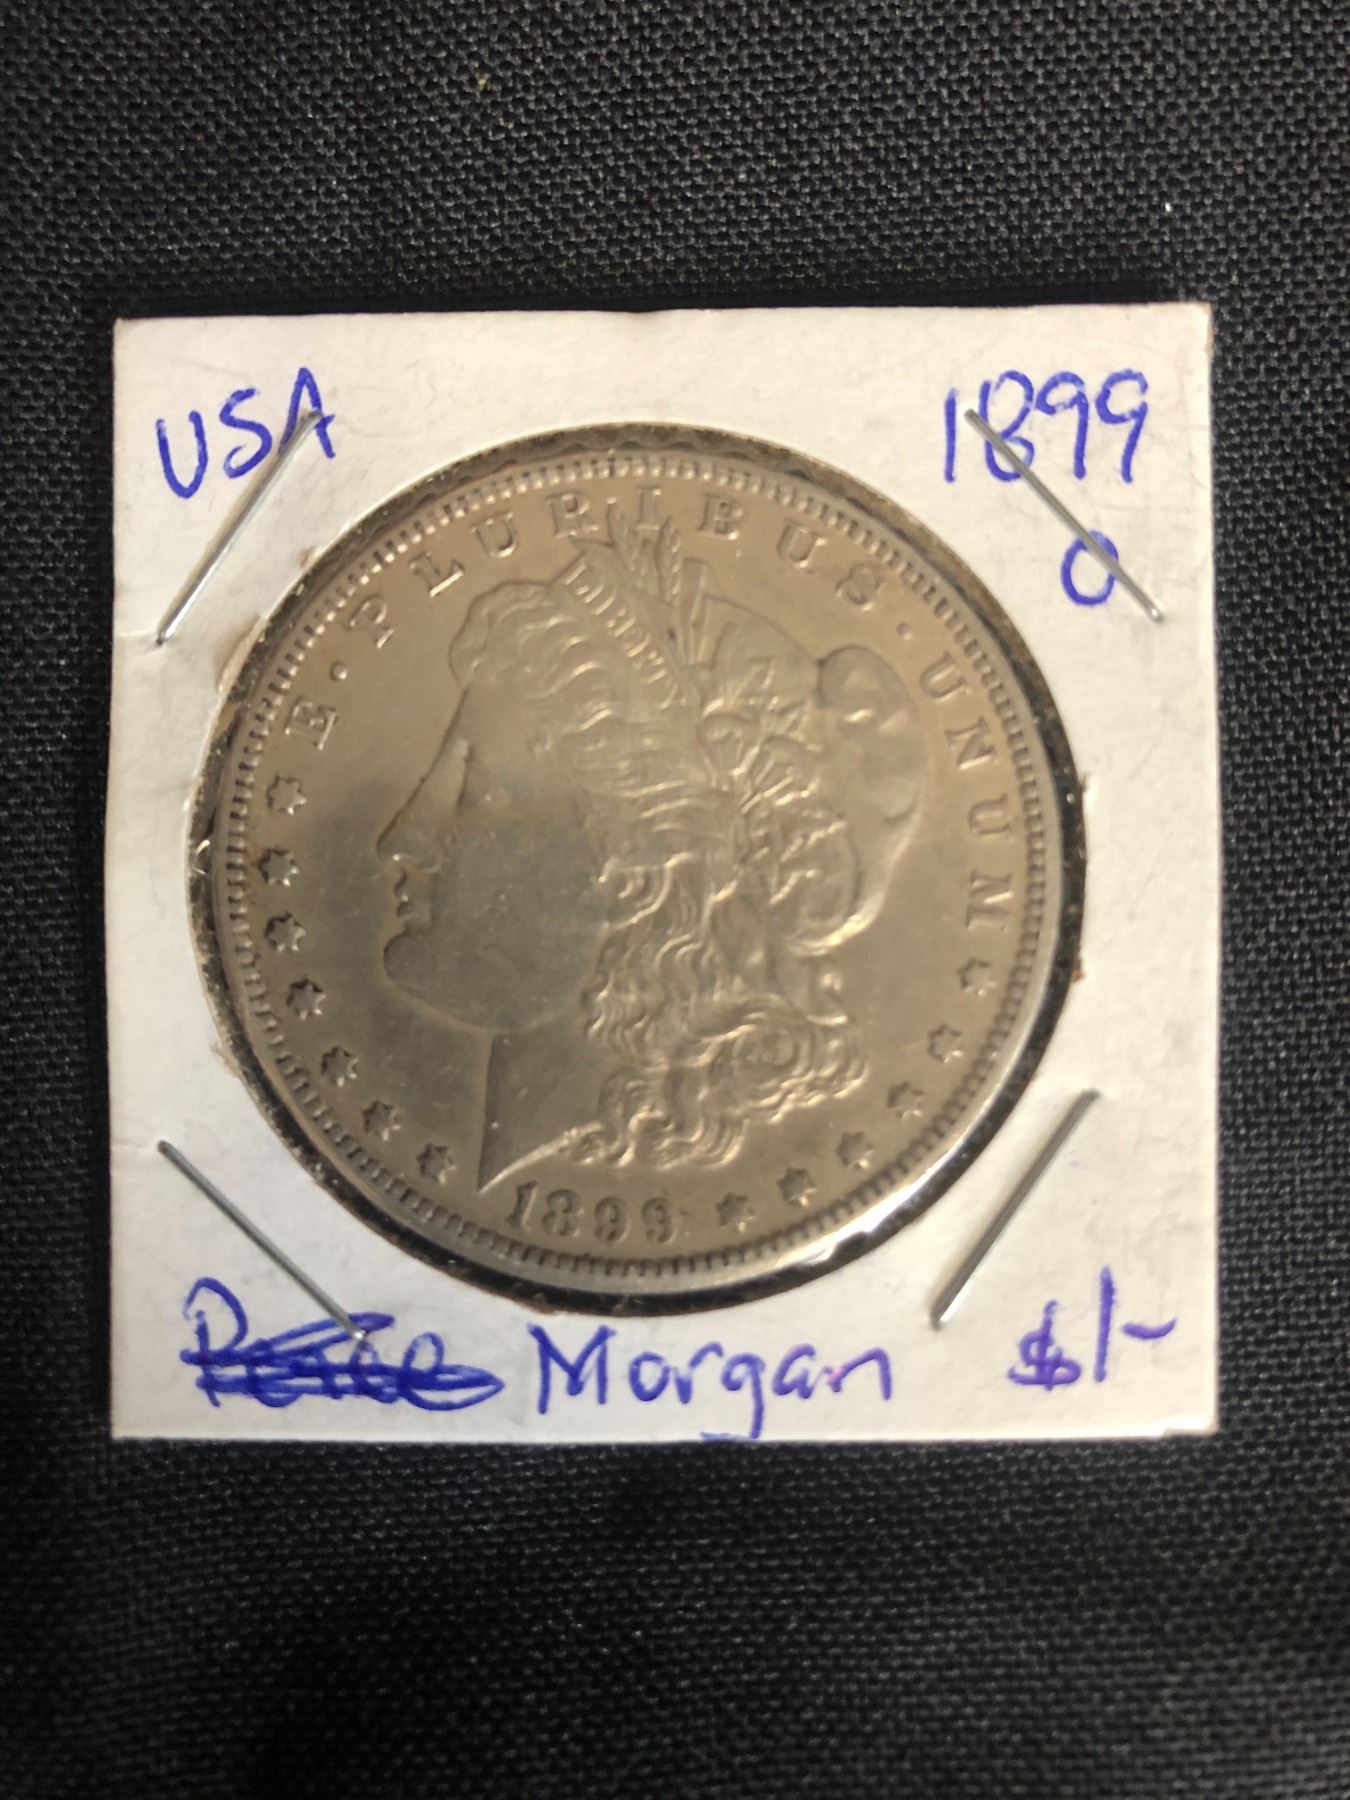 USA 1899
O
E · PLURIBUS · UNUM
LIBERTY
1899
Morgan $1-